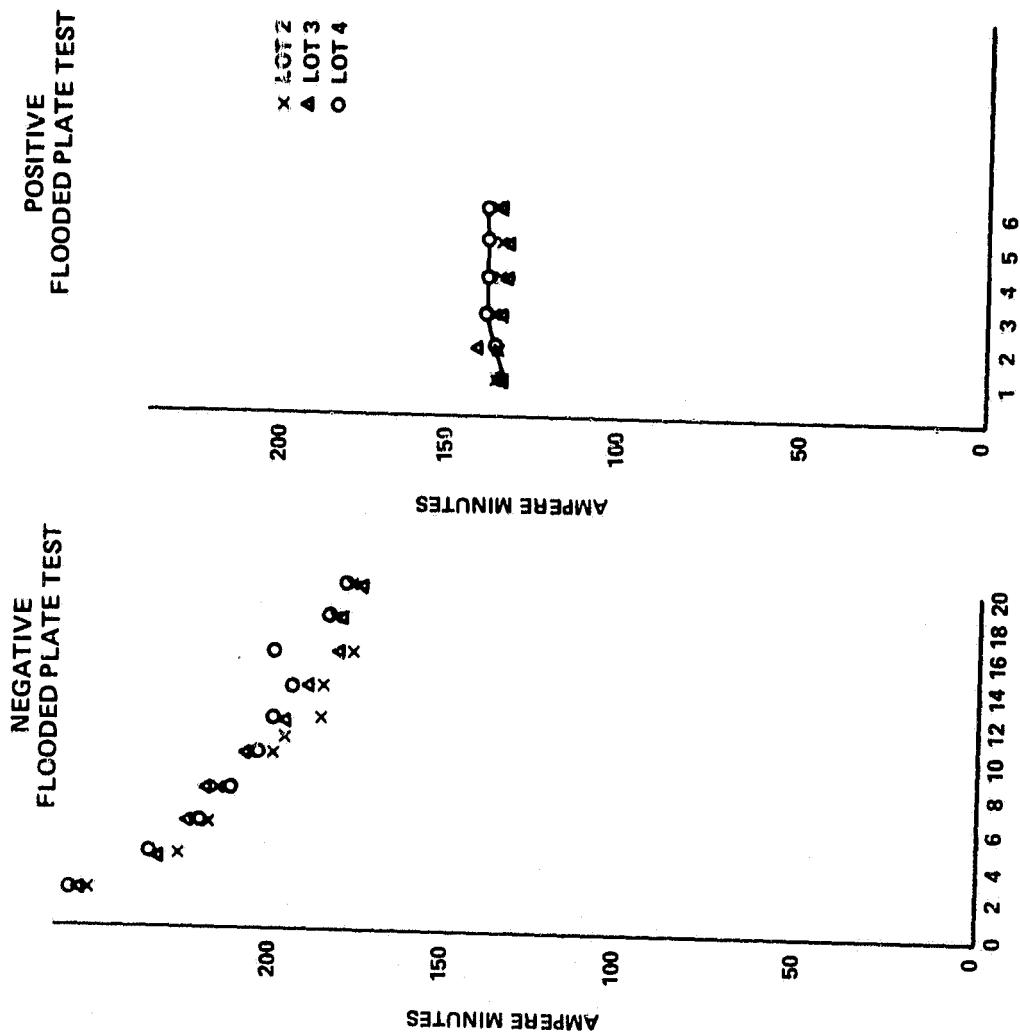 NEGATIVE
FLOODED PLATE TEST
AMPERE MINUTES
200
150
100
50
0
0 2 4 6 8 10 12 14 16 18 20
POSITIVE
FLOODED PLATE TEST
× LOT 2
△ LOT 3
○ LOT 4
AMPERE MINUTES
200
150
100
50
0
1 2 3 4 5 6